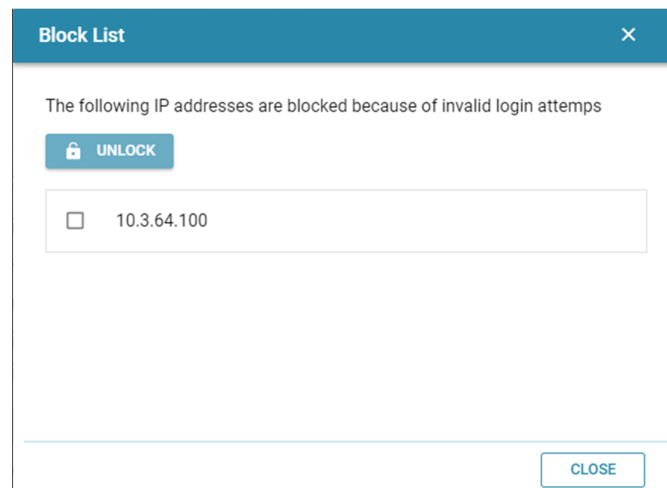 Block List
The following IP addresses are blocked because of invalid login attemps
UNLOCK
10.3.64.100
CLOSE